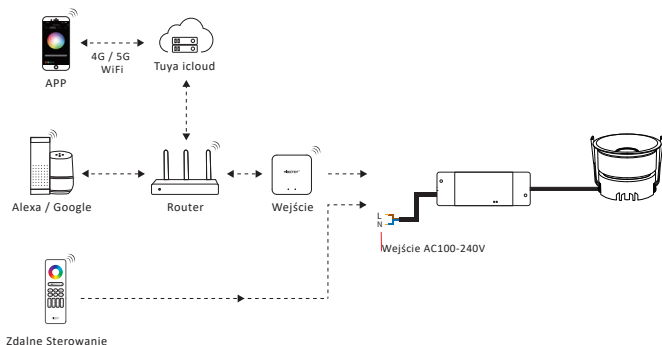 4G / 5G
WiFi
APP
Tuya icloud
Alexa / Google
Router
Wejście
L
N
Wejście AC100-240V
Zdalne Sterowanie